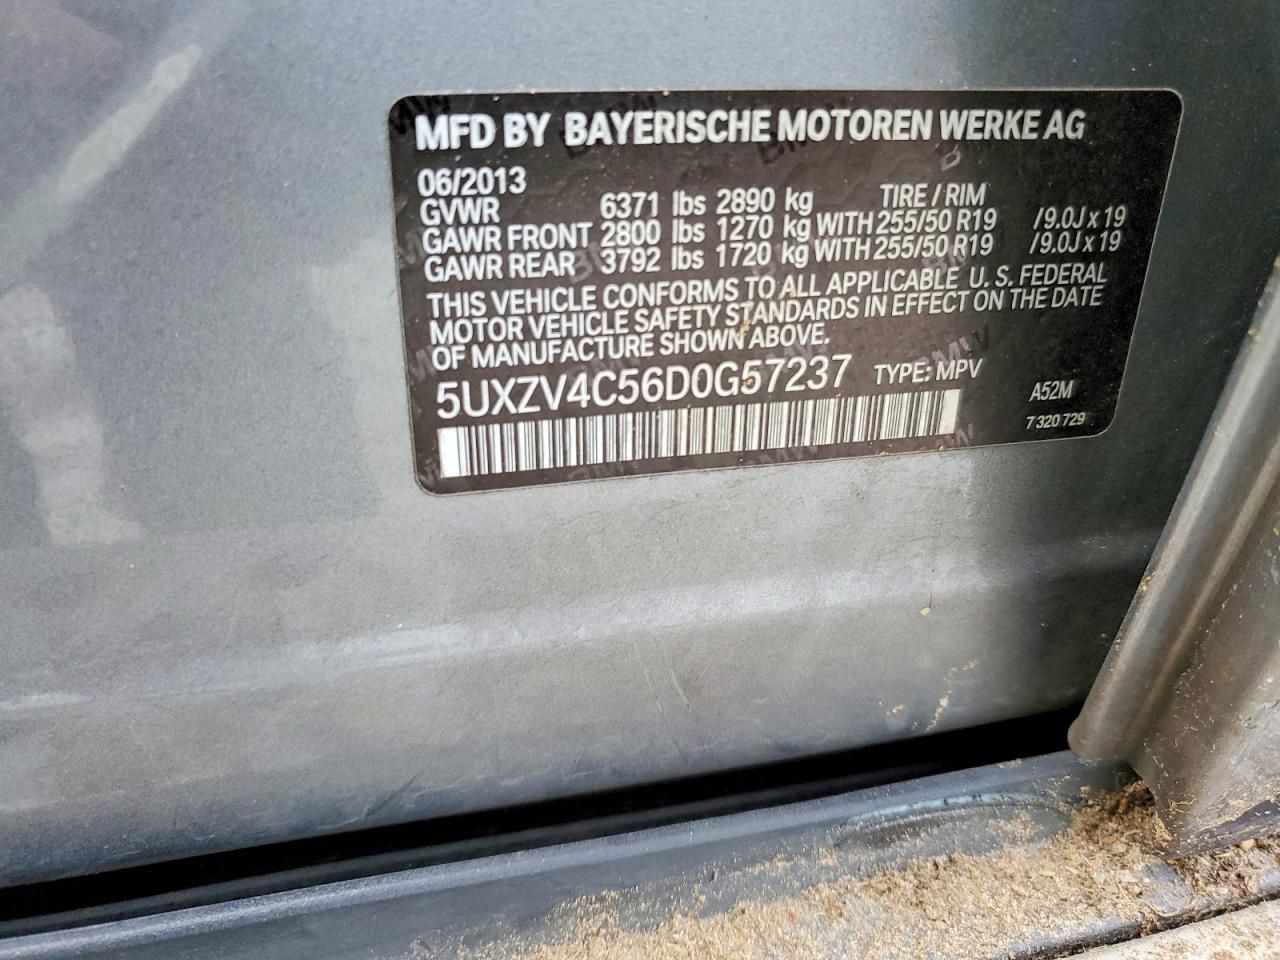 MFD BY BAYERISCHE MOTOREN WERKE AG
06/2013 TIRE / RIM
GVWR 6371 lbs 2890 kg
GAWR FRONT 2800 lbs 1270 kg WITH 255/50 R19 /9.0J x 19
GAWR REAR 3792 lbs 1720 kg WITH 255/50 R19 /9.0J x 19
THIS VEHICLE CONFORMS TO ALL APPLICABLE U. S. FEDERAL
MOTOR VEHICLE SAFETY STANDARDS IN EFFECT ON THE DATE
OF MANUFACTURE SHOWN ABOVE.
5UXZV4C56D0G57237 TYPE: MPV
A52M
7 320 729